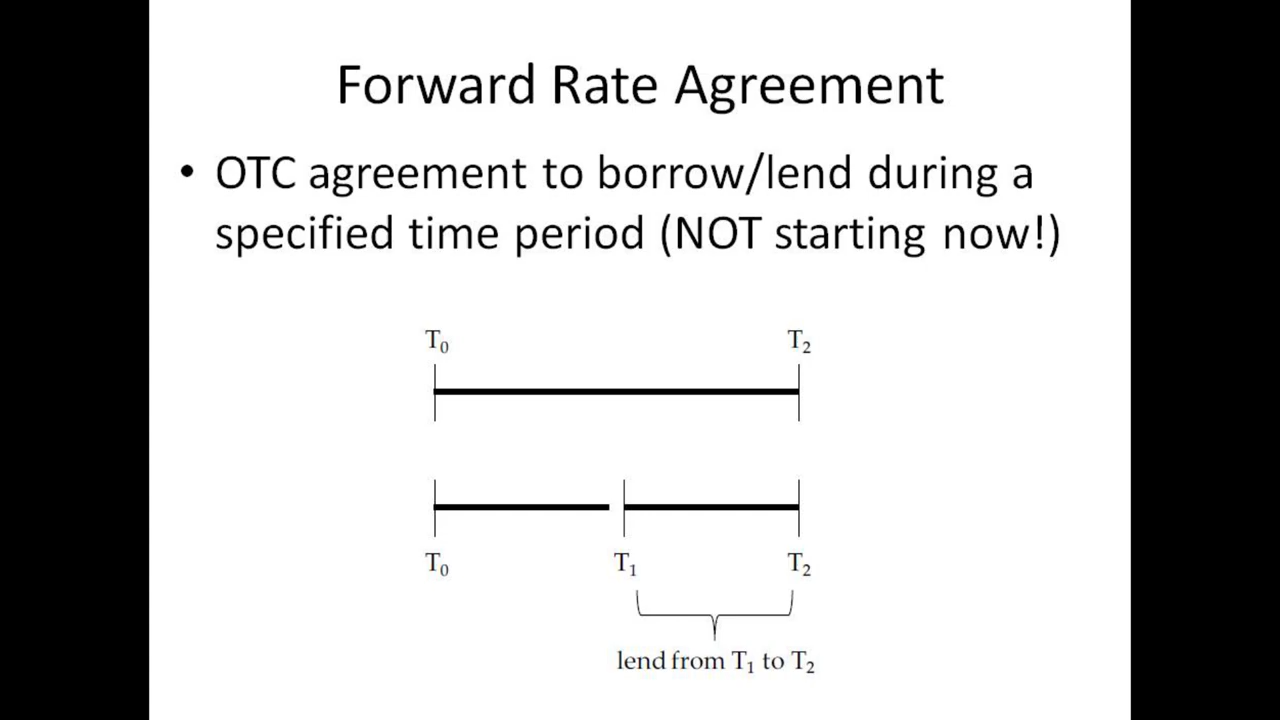 Forward Rate Agreement
• OTC agreement to borrow/lend during a
specified time period (NOT starting now!)
T₀ T₂
T₀ T₁ T₂
lend from T₁ to T₂